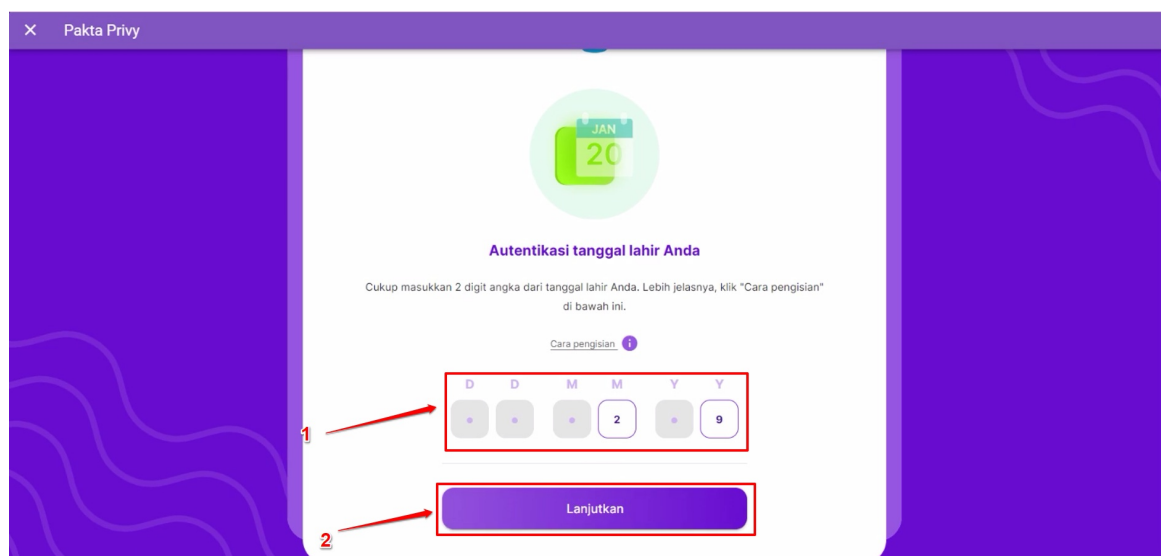 × Pakta Privy
JAN
20
Autentikasi tanggal lahir Anda
Cukup masukkan 2 digit angka dari tanggal lahir Anda. Lebih jelasnya, klik "Cara pengisian"
di bawah ini.
Cara pengisian i
D D M M Y Y
2 9
1
Lanjutkan
2